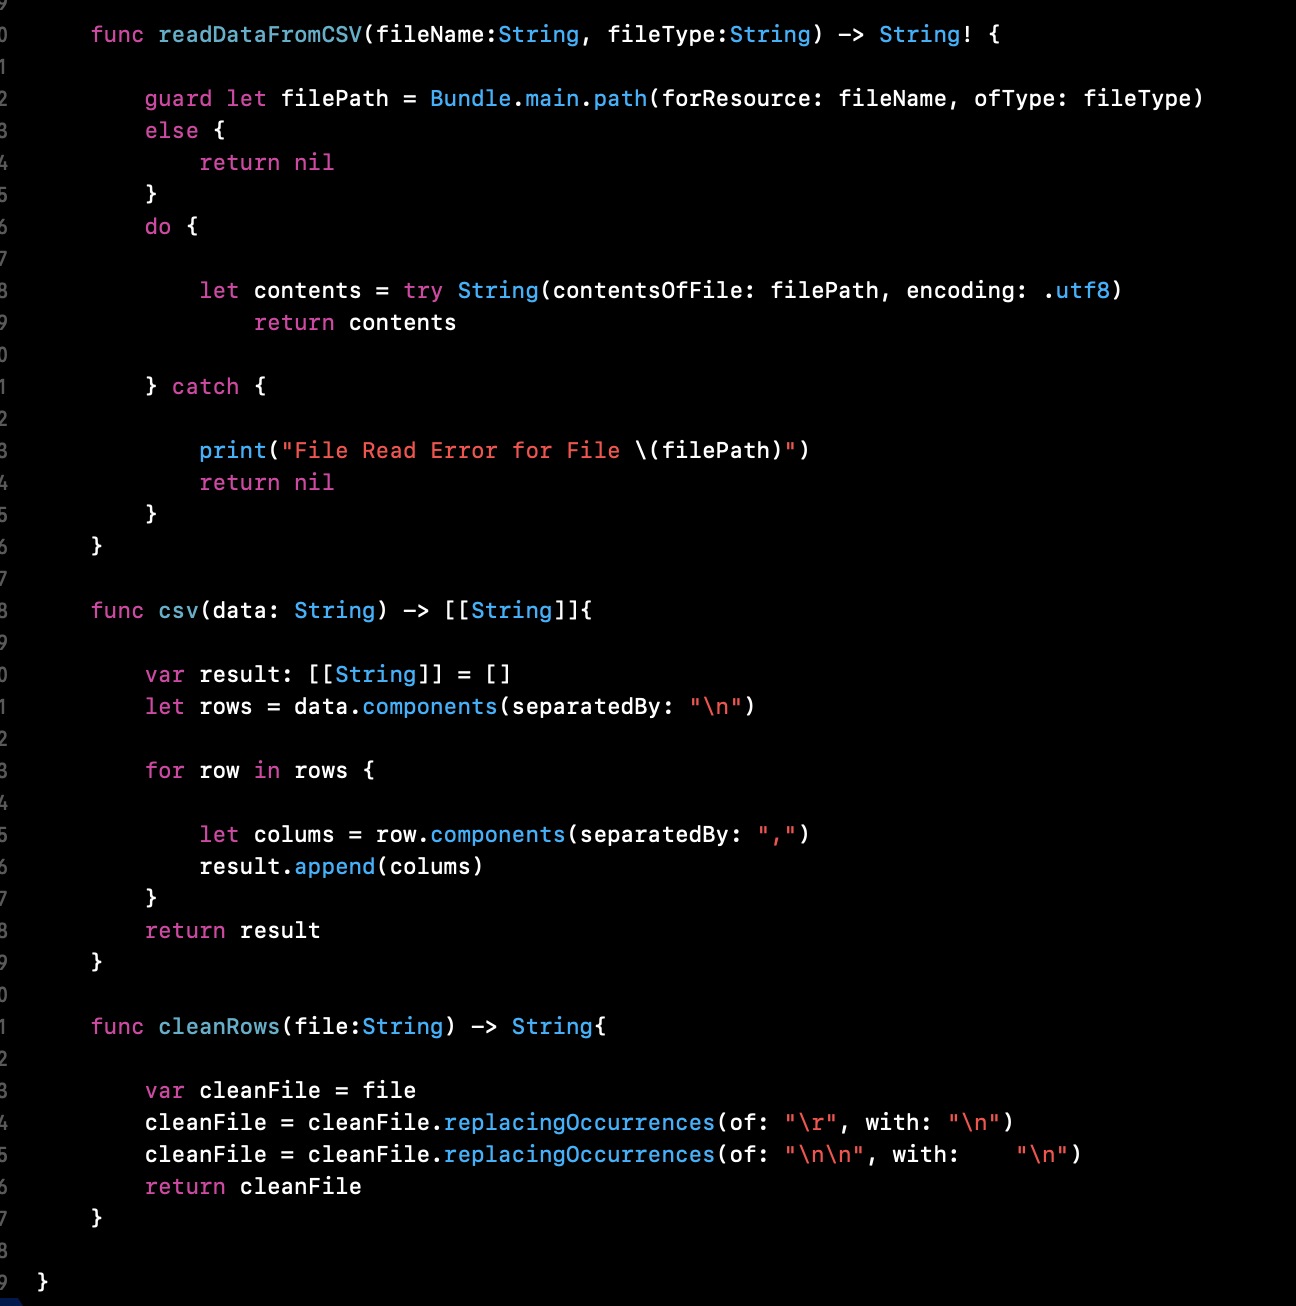 func readDataFromCSV(fileName:String, fileType:String) -> String! {
guard let filePath = Bundle.main.path(forResource: fileName, ofType: fileType)
else {
return nil
}
do {
let contents = try String(contentsOfFile: filePath, encoding: .utf8)
return contents
} catch {
print("File Read Error for File \(filePath)")
return nil
}
}
func csv(data: String) -> [[String]]{
var result: [[String]] = []
let rows = data.components(separatedBy: "\n")
for row in rows {
let colums = row.components(separatedBy: ",")
result.append(colums)
}
return result
}
func cleanRows(file:String) -> String{
var cleanFile = file
cleanFile = cleanFile.replacingOccurrences(of: "\r", with: "\n")
cleanFile = cleanFile.replacingOccurrences(of: "\n\n", with:    "\n")
return cleanFile
}
}